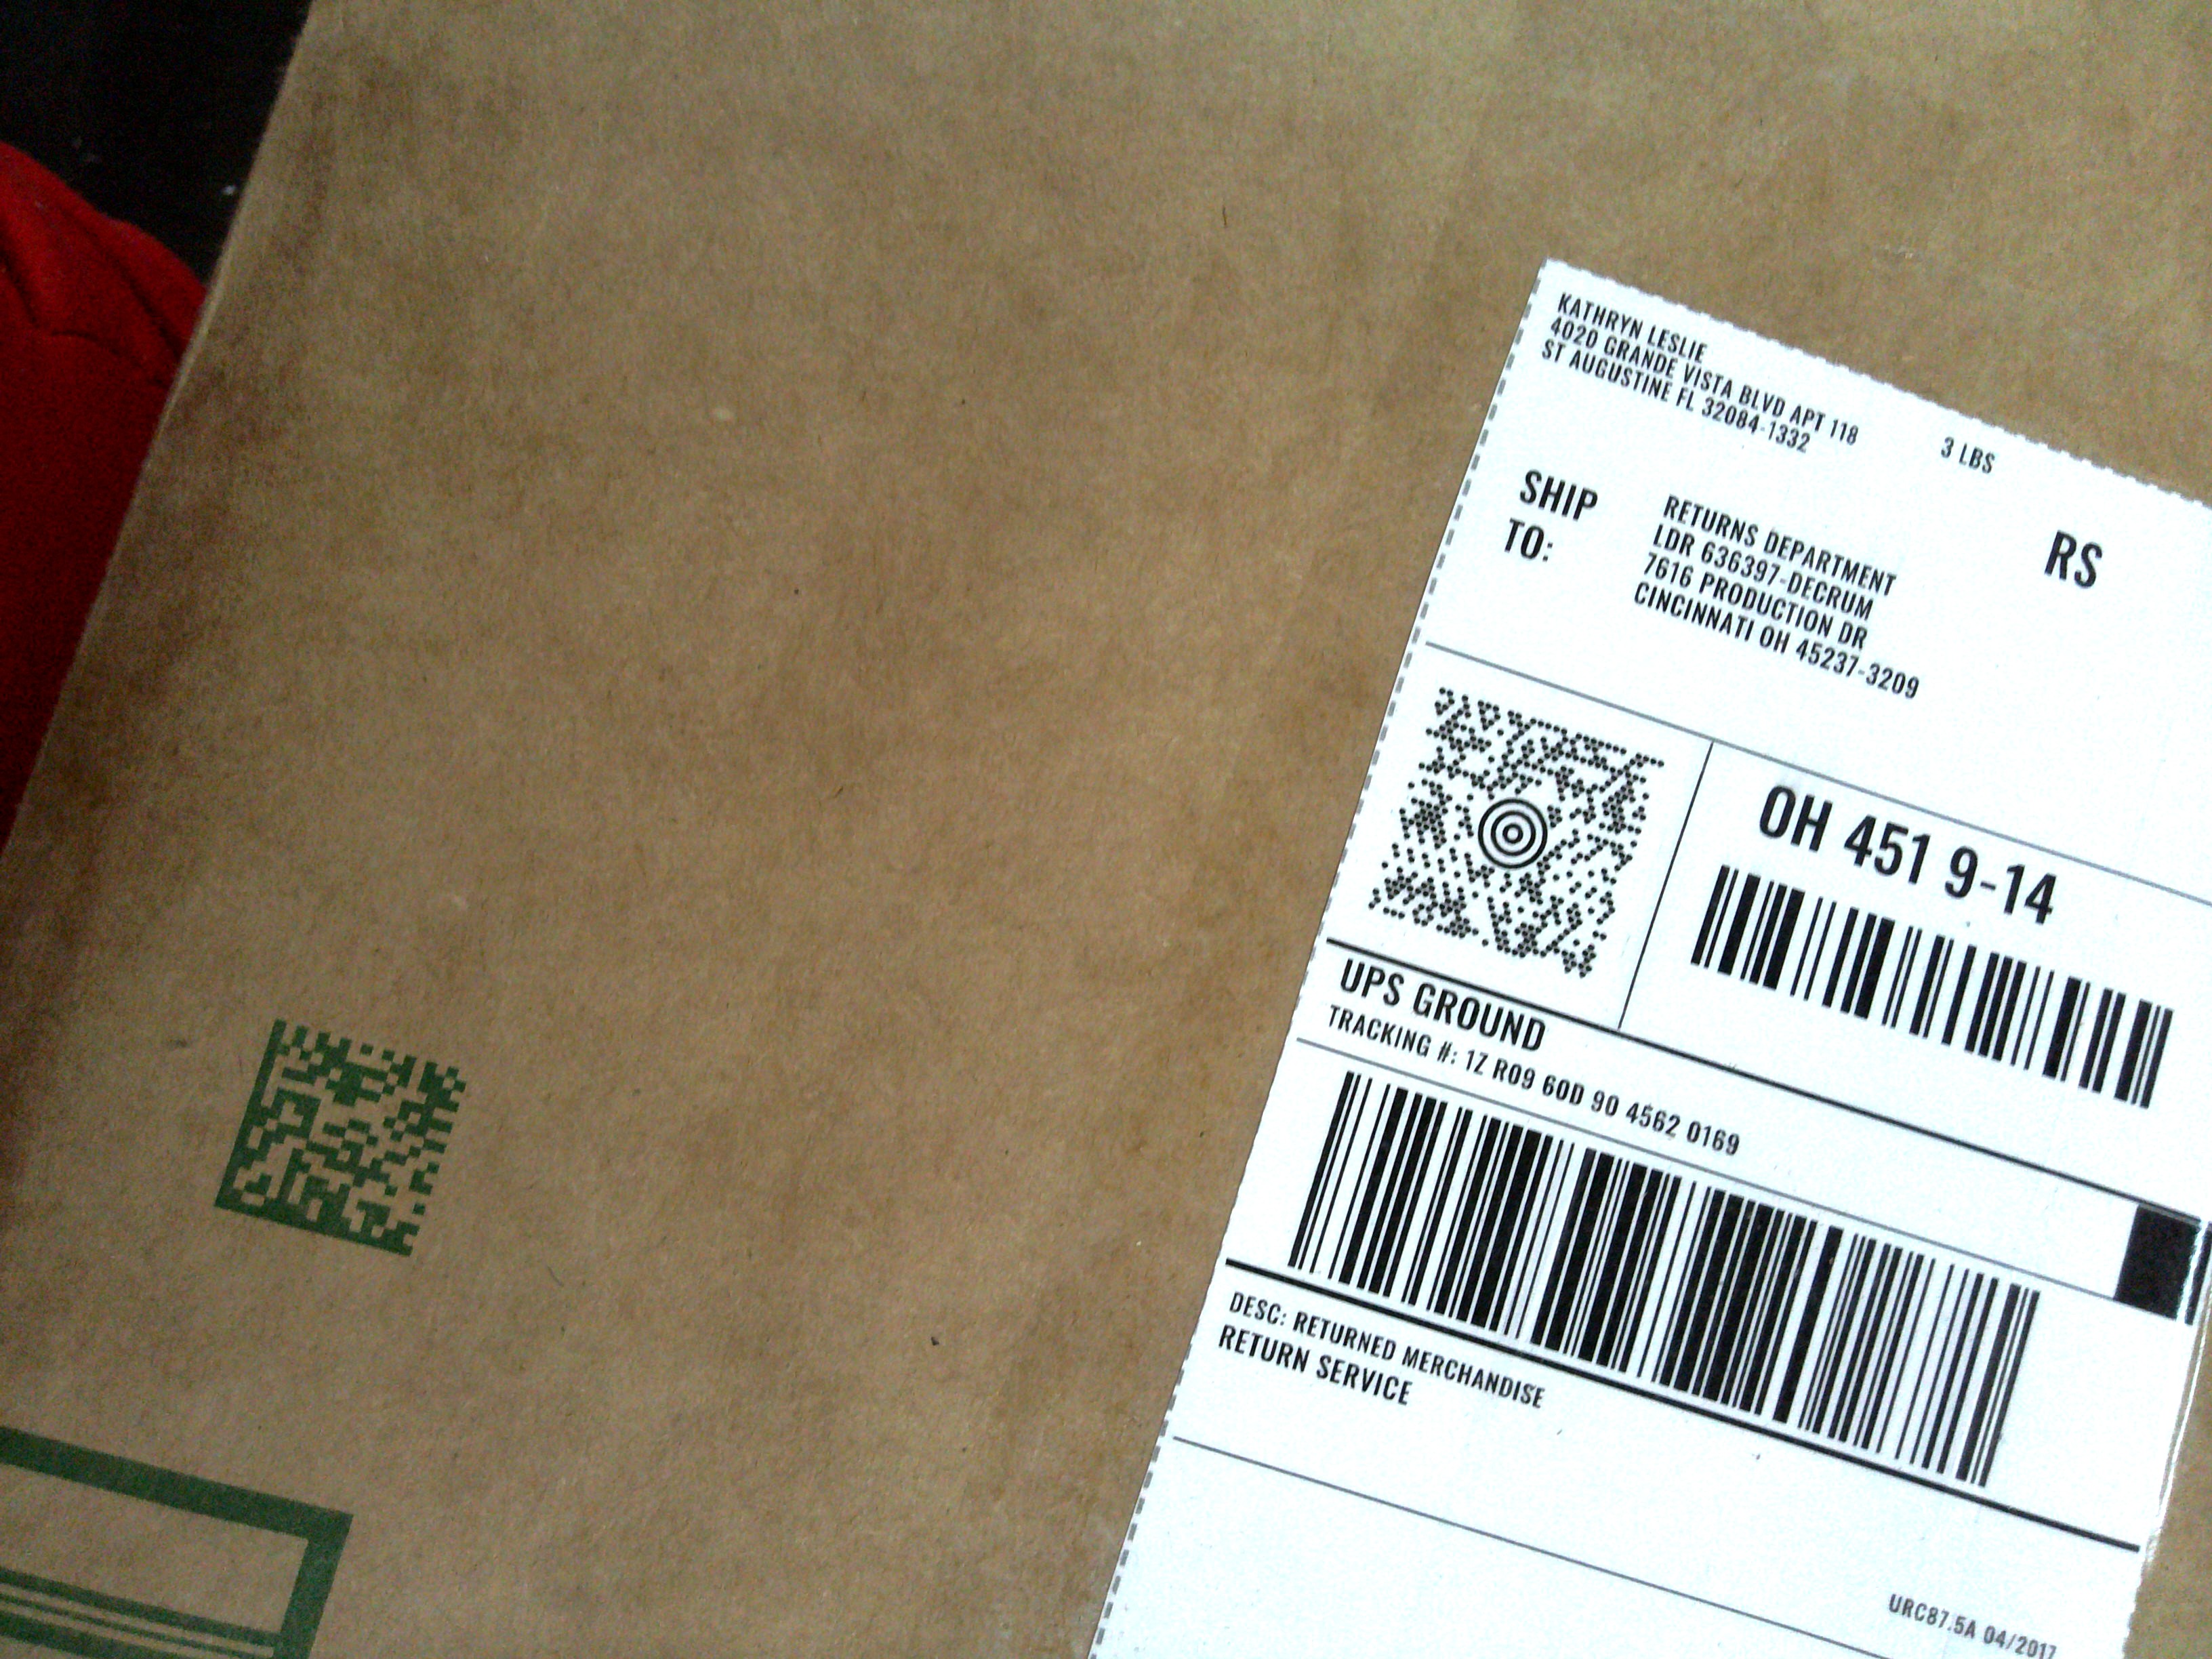 KATHRYN LESLIE
4020 GRANDE VISTA BLVD APT 118
ST AUGUSTINE FL 32084-1332
3 LBS
SHIP
TO:
RETURNS DEPARTMENT
LDR 636397-DECRUM
7616 PRODUCTION DR
CINCINNATI OH 45237-3209
RS
OH 451 9-14
UPS GROUND
TRACKING #: 1Z R09 60D 90 4562 0169
DESC: RETURNED MERCHANDISE
RETURN SERVICE
URC87.5A 04/2017